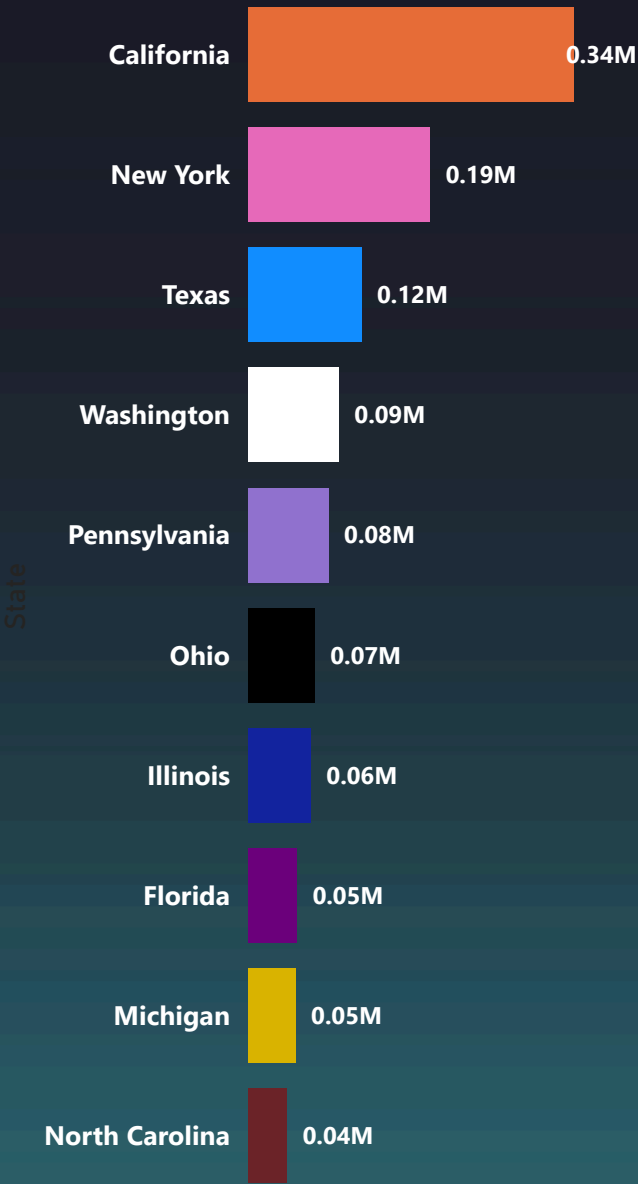 California 0.34M
New York 0.19M
Texas 0.12M
Washington 0.09M
Pennsylvania 0.08M
State
Ohio 0.07M
Illinois 0.06M
Florida 0.05M
Michigan 0.05M
North Carolina 0.04M